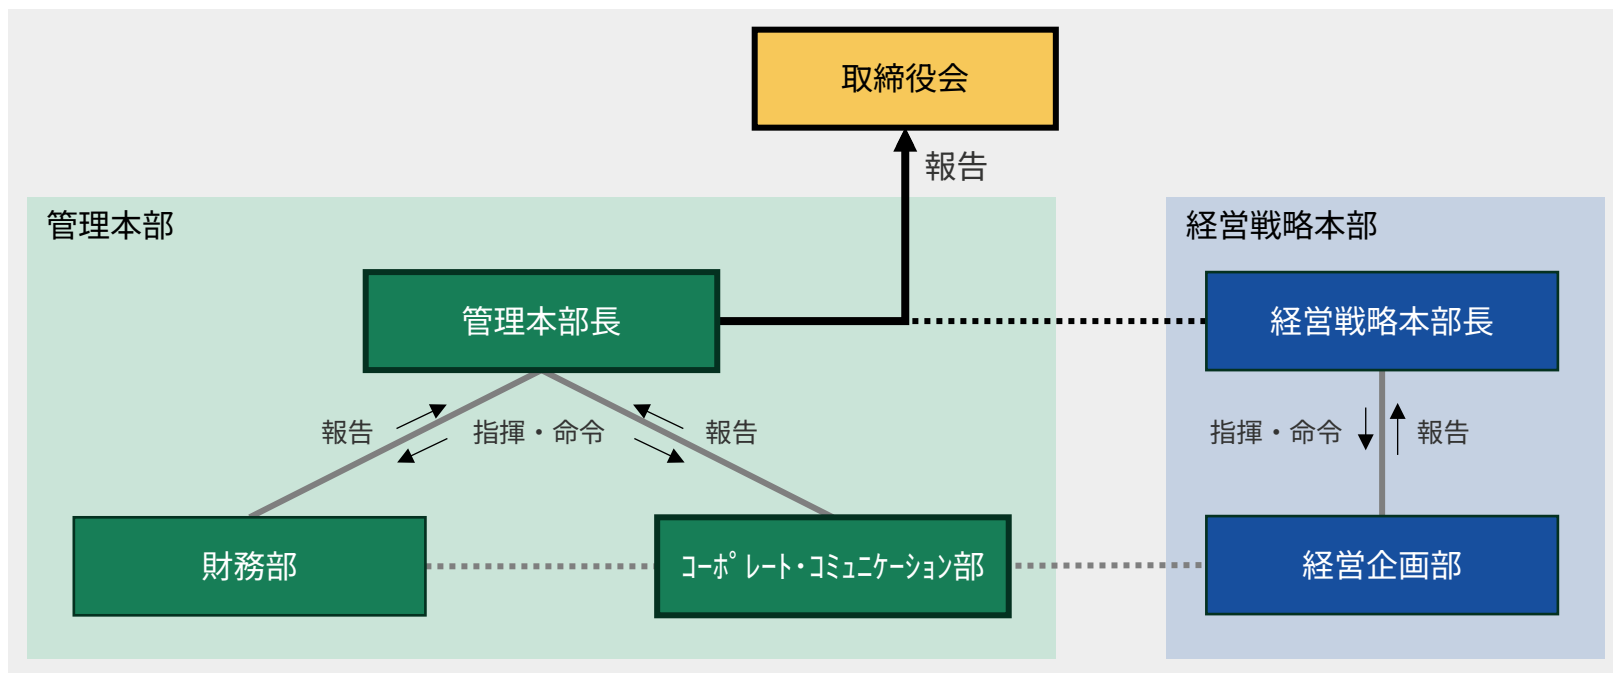 取締役会
報告
管理本部
経営戦略本部
管理本部長
経営戦略本部長
報告
指揮・命令
報告
指揮・命令
報告
財務部
ｺｰﾎﾟﾚｰﾄ･ｺﾐｭﾆｹｰｼｮﾝ部
経営企画部